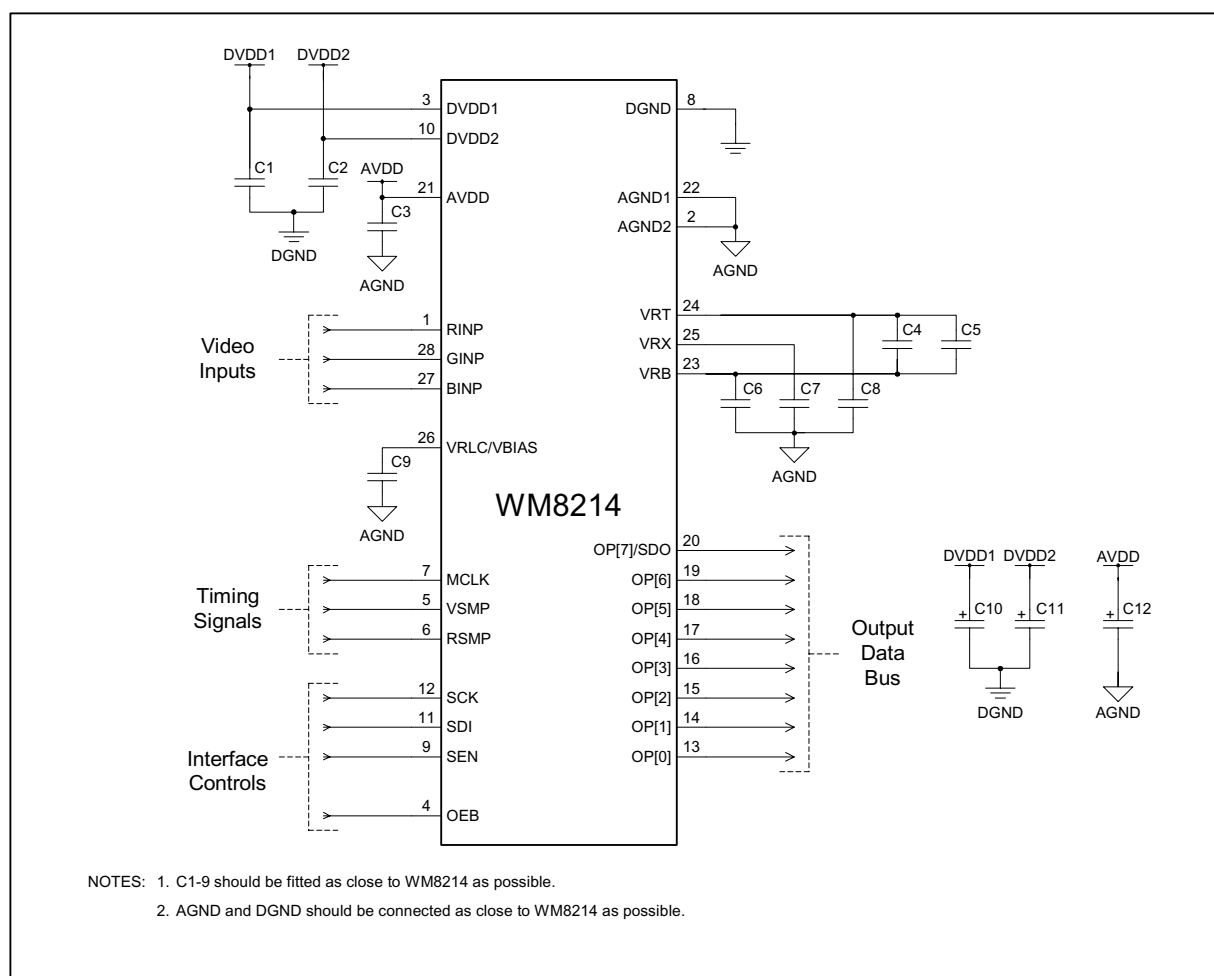 DVDD1 DVDD2
3 DVDD1
10 DVDD2
C1 C2
DGND
AVDD
21 AVDD
C3
AGND
DGND 8
AGND1 22
AGND2 2
AGND
Video
Inputs
1 RINP
28 GINP
27 BINP
VRT 24
VRX 25
VRB 23
C4 C5
C6 C7 C8
AGND
26 VRLC/VBIAS
C9
AGND
WM8214
Timing
Signals
7 MCLK
5 VSMP
6 RSMP
Interface
Controls
12 SCK
11 SDI
9 SEN
4 OEB
OP[7]/SDO 20
OP[6] 19
OP[5] 18
OP[4] 17
OP[3] 16
OP[2] 15
OP[1] 14
OP[0] 13
Output
Data
Bus
DVDD1 DVDD2 AVDD
+ C10 + C11 + C12
DGND AGND
NOTES: 1. C1-9 should be fitted as close to WM8214 as possible.
2. AGND and DGND should be connected as close to WM8214 as possible.